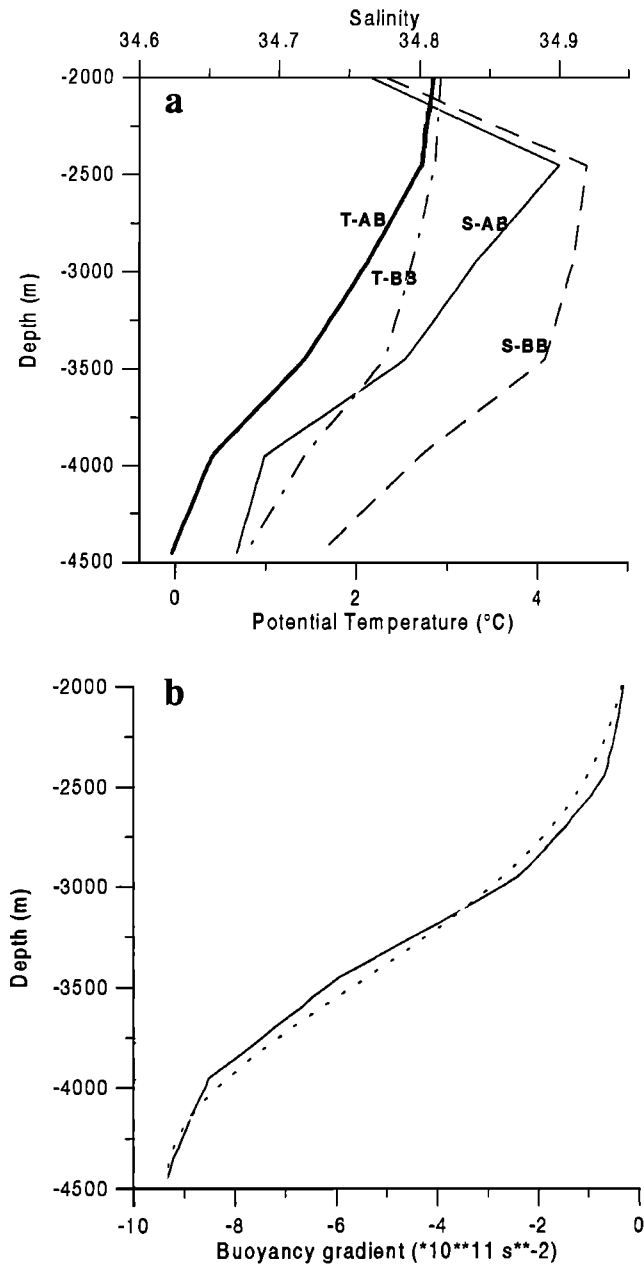 Salinity
34.6 34.7 34.8 34.9
-2000
a
-2500
T-AB
S-AB
-3000
T-BB
Depth (m)
S-BB
-3500
-4000
-4500
0 2 4
Potential Temperature (°C)
-2000
b
-2500
-3000
Depth (m)
-3500
-4000
-4500
-10 -8 -6 -4 -2 0
Buoyancy gradient (*10**11 s**-2)